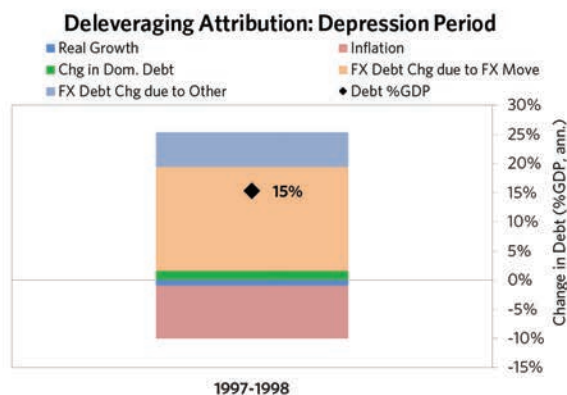 Deleveraging Attribution: Depression Period
Real Growth
Inflation
Chg in Dom. Debt
FX Debt Chg due to FX Move
FX Debt Chg due to Other
Debt %GDP
30%
25%
20%
15%
10%
5%
0%
-5%
-10%
-15%
15%
Change in Debt (%GDP, ann.)
1997-1998